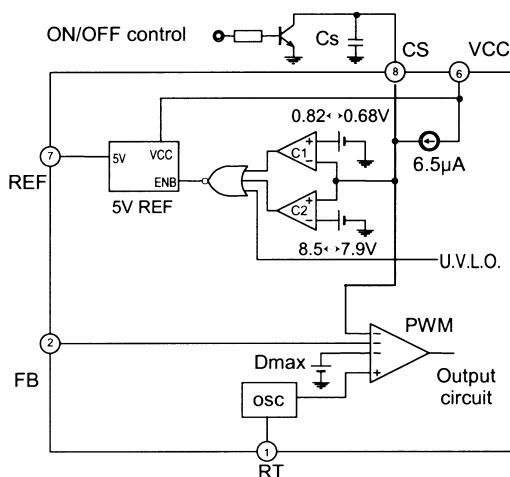 ON/OFF control
Cs
CS
VCC
8
6
0.82↔0.68V
7
5V
VCC
C1
+
−
6.5μA
REF
ENB
5V REF
C2
+
−
8.5↔7.9V
U.V.L.O.
2
PWM
FB
Dmax
−
−
−
+
Output
circuit
OSC
1
RT